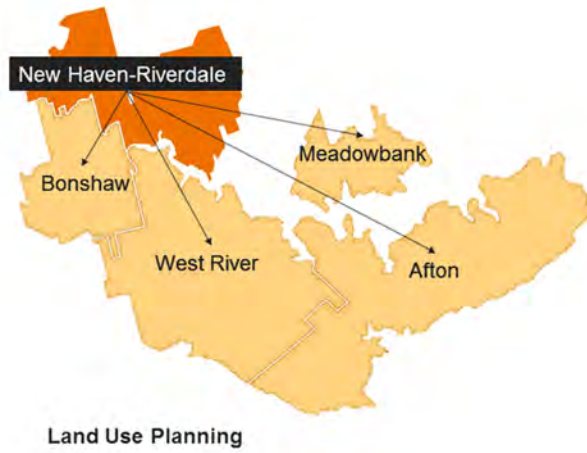 New Haven-Riverdale
Meadowbank
Bonshaw
West River
Afton
Land Use Planning